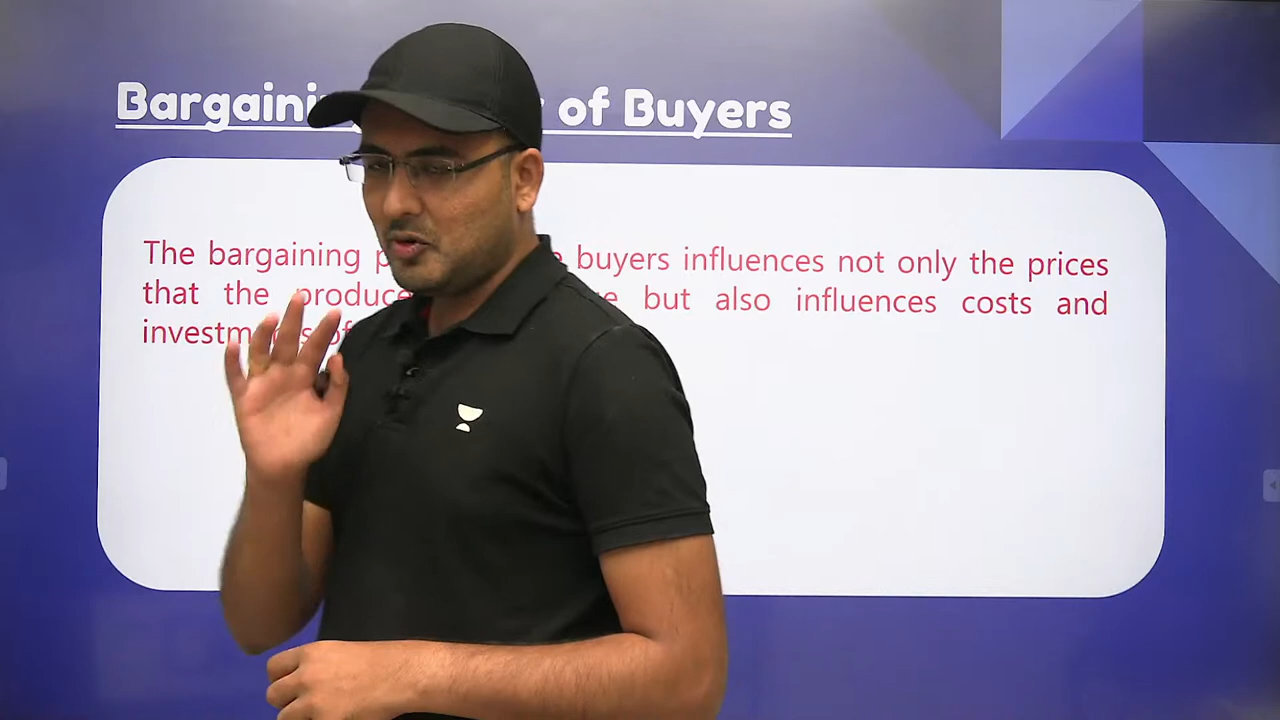 Bargaini of Buyers
The bargaining p e buyers influences not only the prices
that the produce e but also influences costs and
investm s of